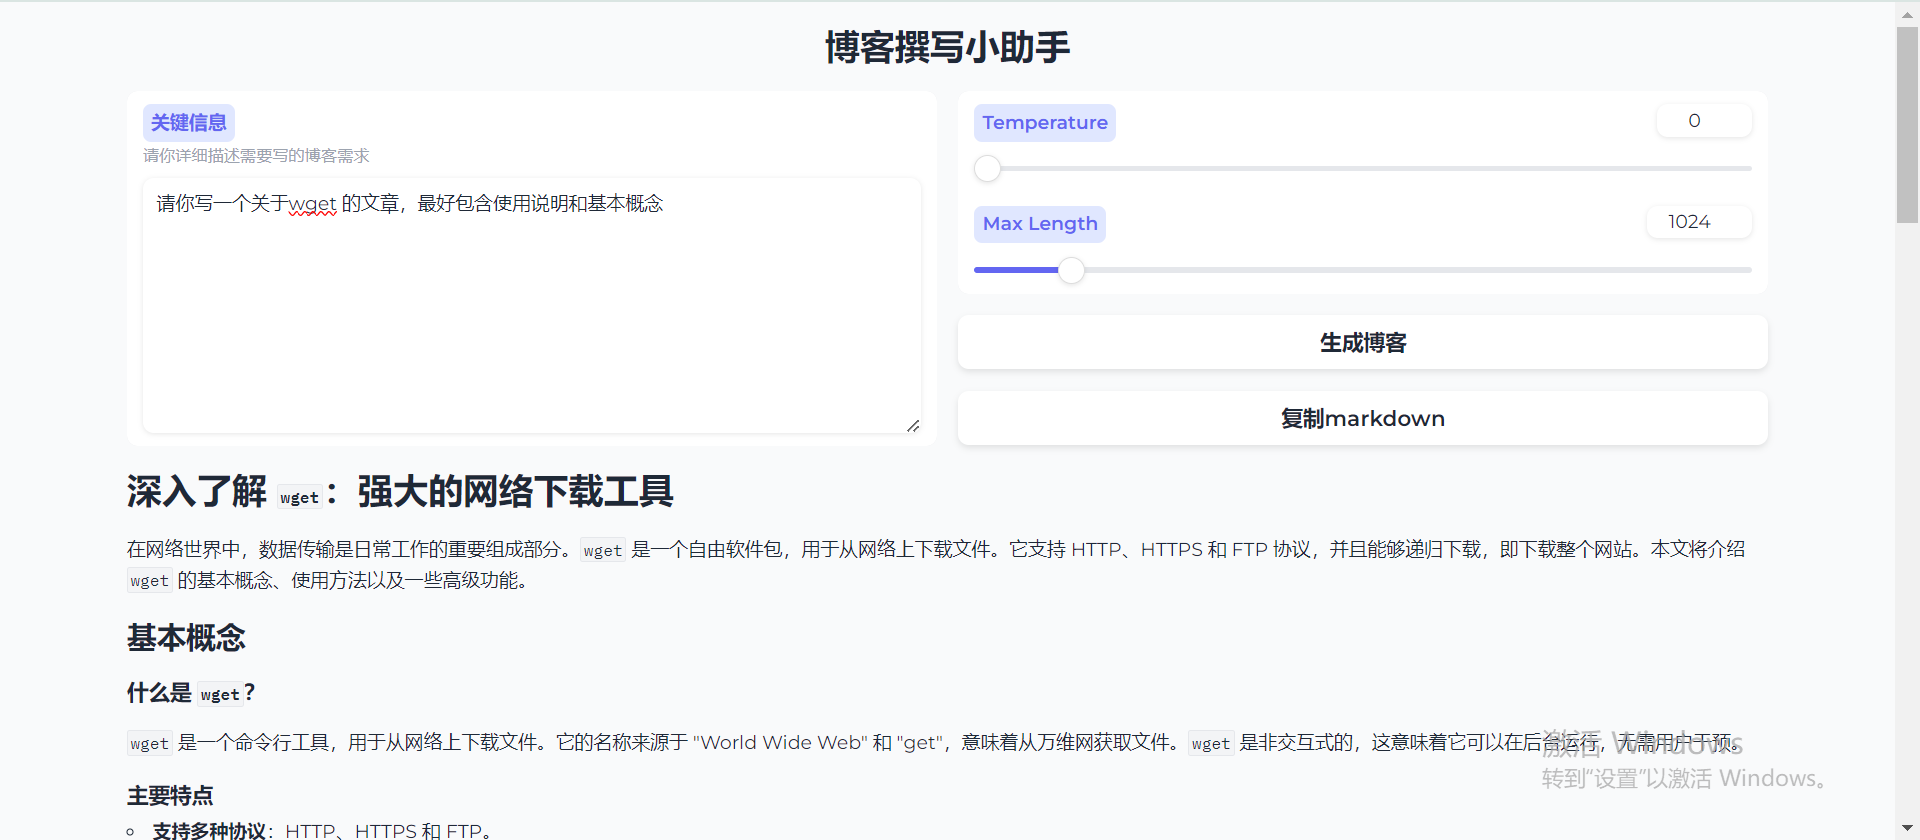 博客撰写小助手
关键信息
请你详细描述需要写的博客需求
请你写一个关于wget 的文章，最好包含使用说明和基本概念
Temperature
0
Max Length
1024
生成博客
复制markdown
深入了解 wget：强大的网络下载工具
在网络世界中，数据传输是日常工作的重要组成部分。wget 是一个自由软件包，用于从网络上下载文件。它支持 HTTP、HTTPS 和 FTP 协议，并且能够递归下载，即下载整个网站。本文将介绍
wget 的基本概念、使用方法以及一些高级功能。
基本概念
什么是 wget？
wget 是一个命令行工具，用于从网络上下载文件。它的名称来源于 "World Wide Web" 和 "get"，意味着从万维网获取文件。wget 是非交互式的，这意味着它可以在后台运行，无需用户干预。
激活 Windows
转到“设置”以激活 Windows。
主要特点
支持多种协议：HTTP、HTTPS 和 FTP。